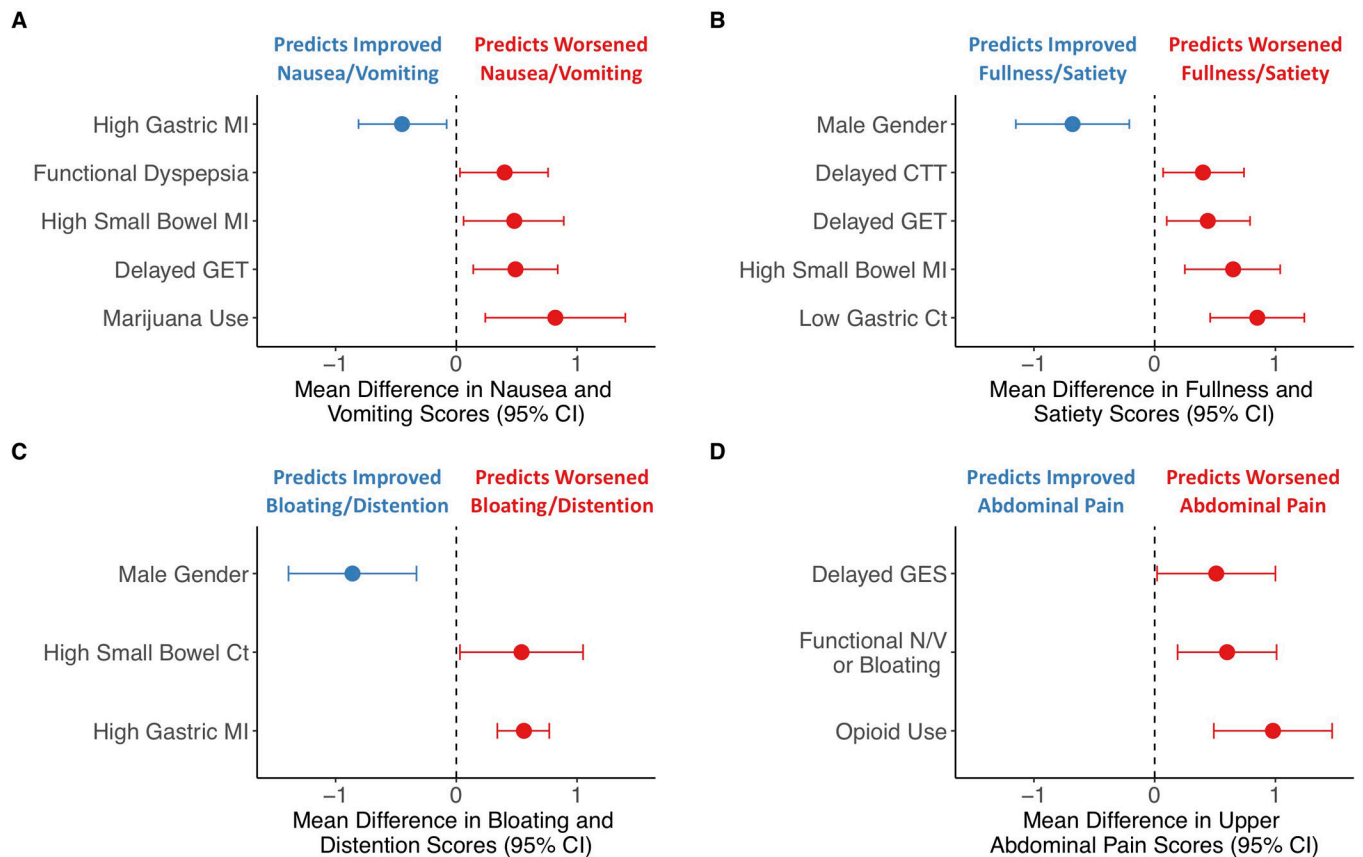 A
Predicts Improved
Nausea/Vomiting
Predicts Worsened
Nausea/Vomiting
High Gastric MI
Functional Dyspepsia
High Small Bowel MI
Delayed GET
Marijuana Use
−1
0
1
Mean Difference in Nausea and
Vomiting Scores (95% CI)
B
Predicts Improved
Fullness/Satiety
Predicts Worsened
Fullness/Satiety
Male Gender
Delayed CTT
Delayed GET
High Small Bowel MI
Low Gastric Ct
−1
0
1
Mean Difference in Fullness and
Satiety Scores (95% CI)
C
Predicts Improved
Bloating/Distention
Predicts Worsened
Bloating/Distention
Male Gender
High Small Bowel Ct
High Gastric MI
−1
0
1
Mean Difference in Bloating and
Distention Scores (95% CI)
D
Predicts Improved
Abdominal Pain
Predicts Worsened
Abdominal Pain
Delayed GES
Functional N/V
or Bloating
Opioid Use
−1
0
1
Mean Difference in Upper
Abdominal Pain Scores (95% CI)